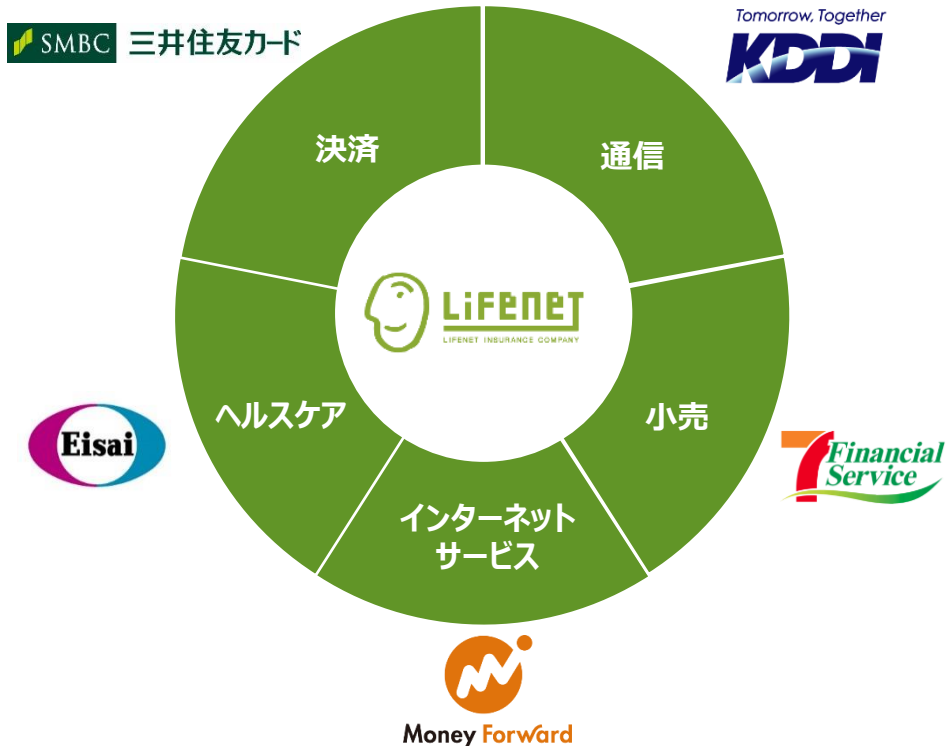 SMBC 三井住友カード
Tomorrow, Together
KDDI
決済
通信
LIFENET
LIFENET INSURANCE COMPANY
ヘルスケア
小売
Eisai
7 Financial
Service
インターネット
サービス
Money Forward